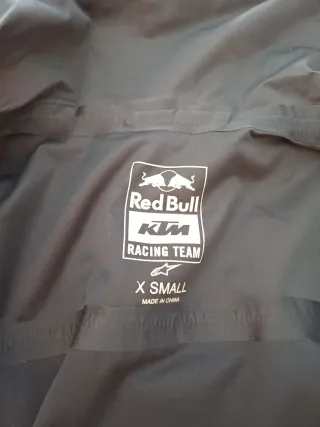 Red Bull
KTM
RACING TEAM
X SMALL
MADE IN CHINA